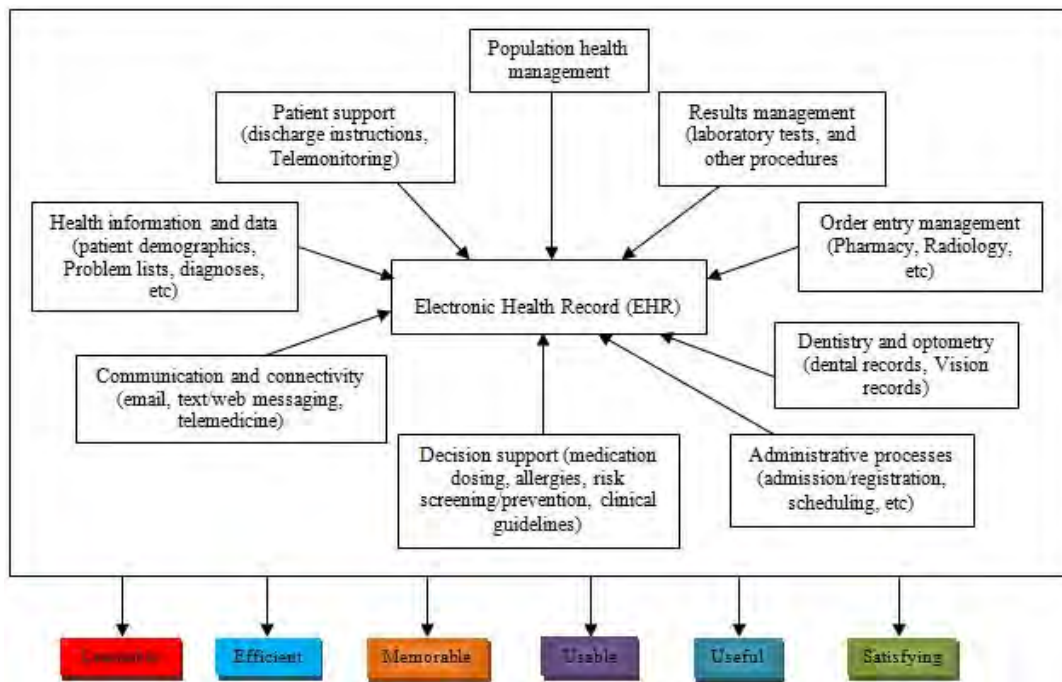 Population health
management
Patient support
(discharge instructions,
Telemonitoring)
Results management
(laboratory tests, and
other procedures
Health information and data
(patient demographics,
Problem lists, diagnoses,
etc)
Order entry management
(Pharmacy, Radiology,
etc)
Electronic Health Record (EHR)
Communication and connectivity
(email, text/web messaging,
telemedicine)
Dentistry and optometry
(dental records, Vision
records)
Decision support (medication
dosing, allergies, risk
screening/prevention, clinical
guidelines)
Administrative processes
(admission/registration,
scheduling, etc)
Efficient
Memorable
Usable
Useful
Satisfying